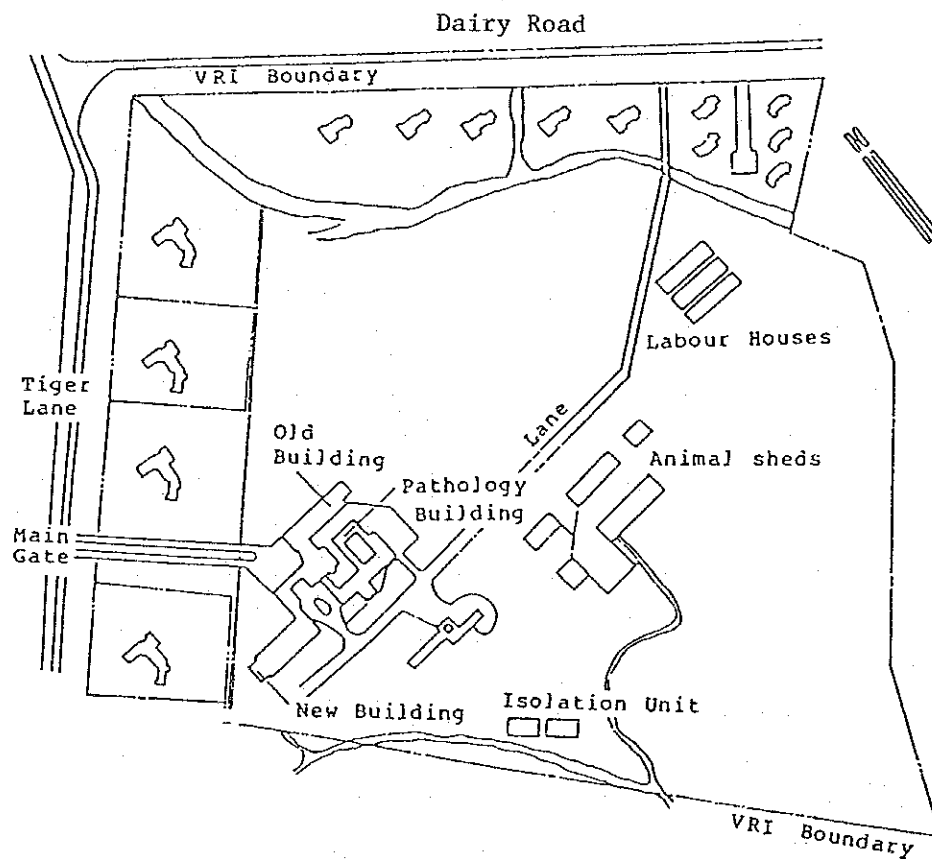 Dairy Road
VRI Boundary
Labour Houses
Tiger
Lane
Lane
Old
Building
Animal sheds
Pathology
Building
Main
Gate
Isolation Unit
New Building
VRI Boundary